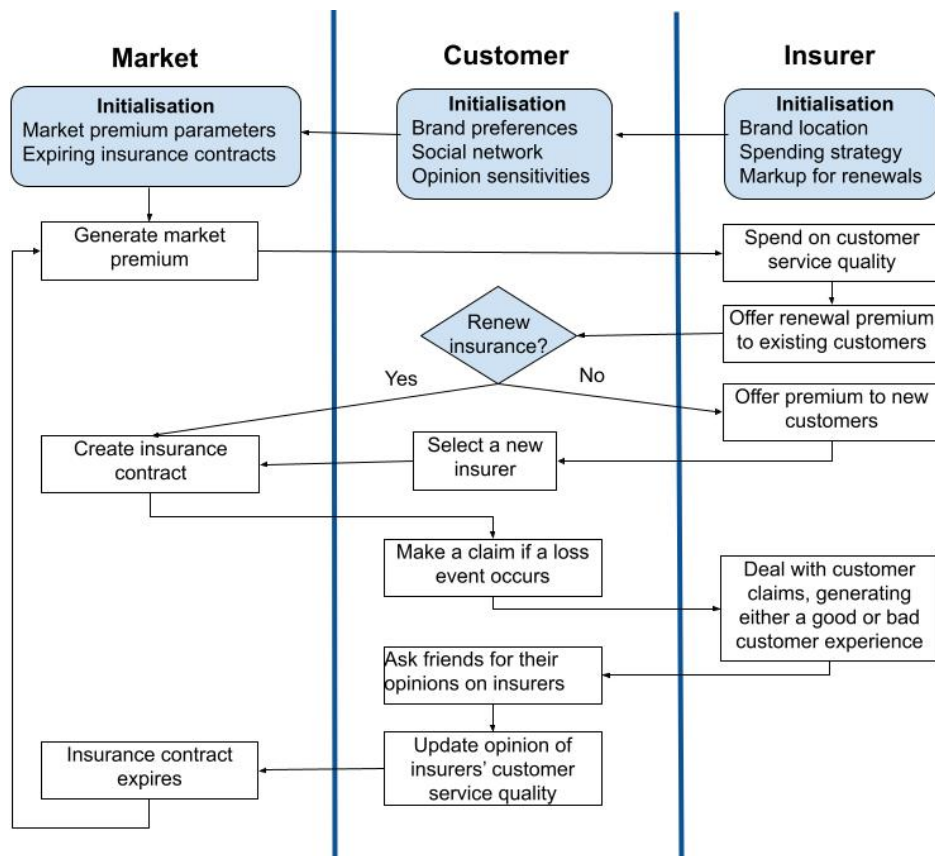 Market
Customer
Insurer
Initialisation
Market premium parameters
Expiring insurance contracts
Initialisation
Brand preferences
Social network
Opinion sensitivities
Initialisation
Brand location
Spending strategy
Markup for renewals
Generate market
premium
Spend on customer
service quality
Renew
insurance?
Offer renewal premium
to existing customers
Yes
No
Offer premium to new
customers
Create insurance
contract
Select a new
insurer
Make a claim if a loss
event occurs
Deal with customer
claims, generating
either a good or bad
customer experience
Ask friends for their
opinions on insurers
Update opinion of
insurers’ customer
service quality
Insurance contract
expires